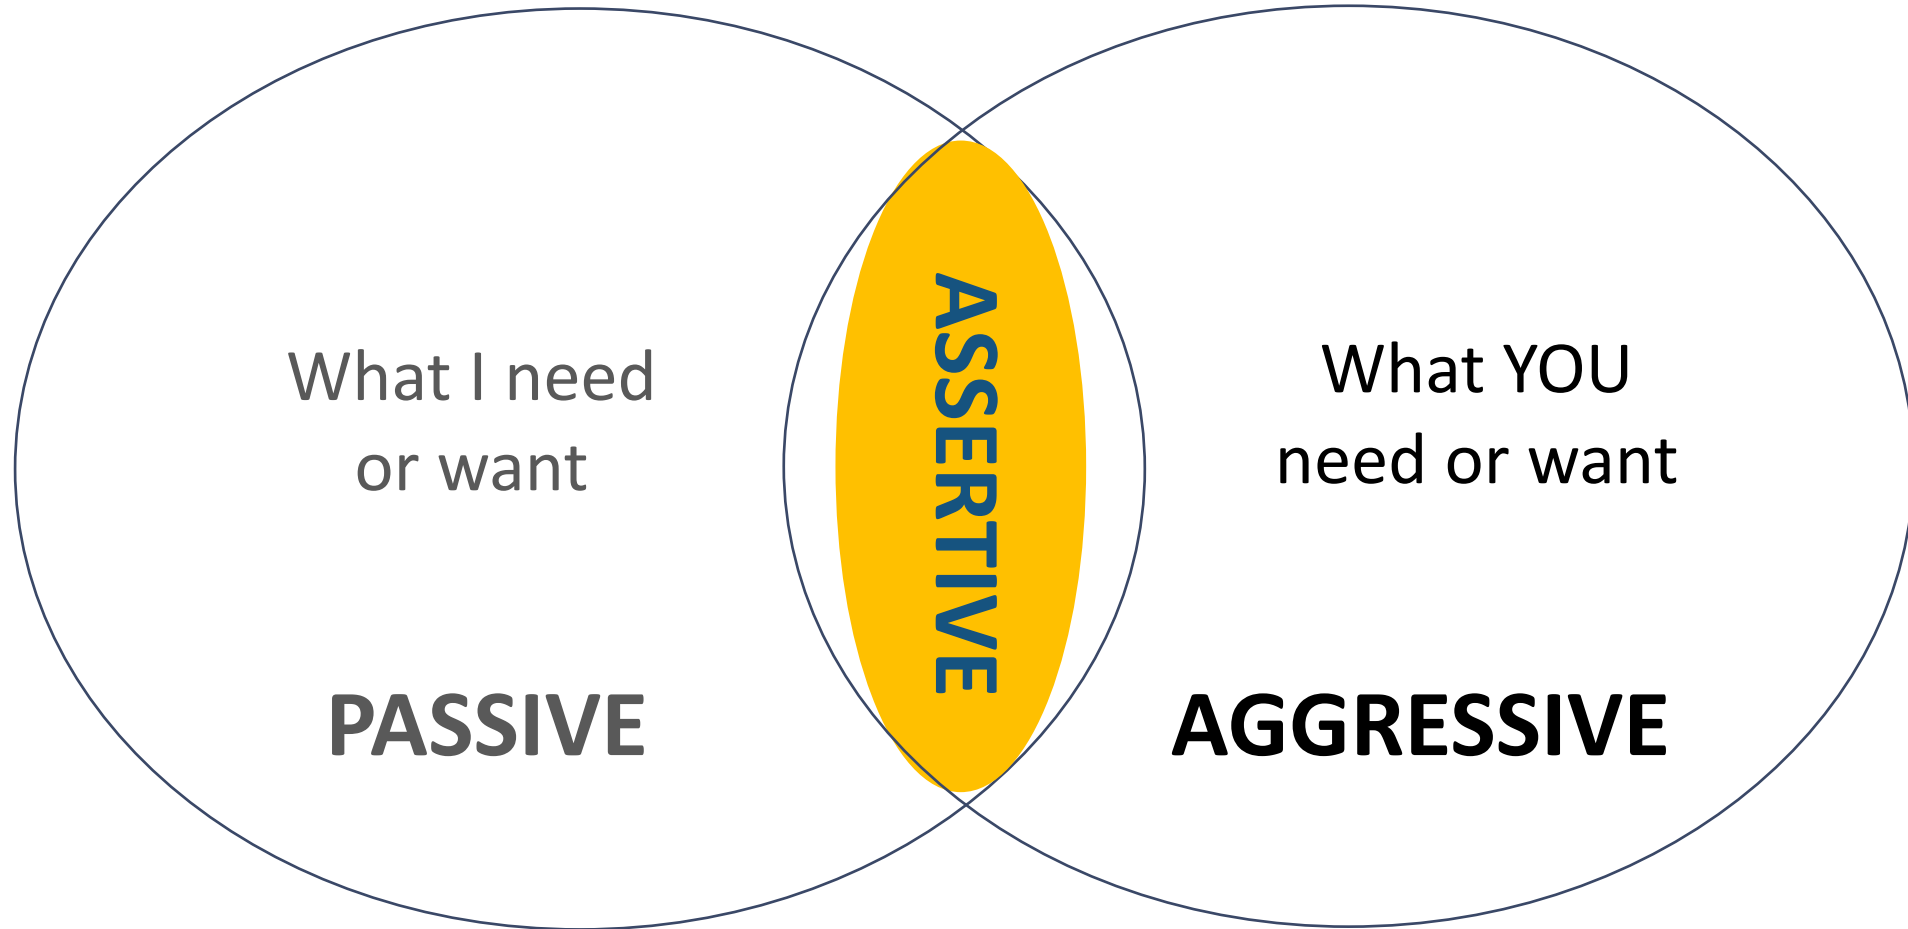 What I need
or want
PASSIVE
ASSERTIVE
What YOU
need or want
AGGRESSIVE